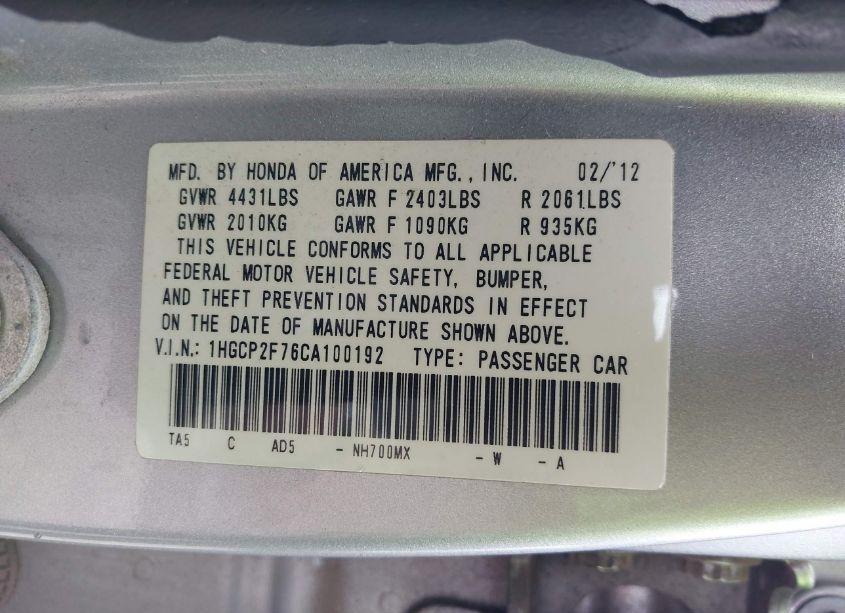 MFD. BY HONDA OF AMERICA MFG., INC. 02/'12
GVWR 4431LBS GAWR F 2403LBS R 2061LBS
GVWR 2010KG GAWR F 1090KG R 935KG
THIS VEHICLE CONFORMS TO ALL APPLICABLE
FEDERAL MOTOR VEHICLE SAFETY, BUMPER,
AND THEFT PREVENTION STANDARDS IN EFFECT
ON THE DATE OF MANUFACTURE SHOWN ABOVE.
V.I.N.: 1HGCP2F76CA100192 TYPE: PASSENGER CAR
TA5 C AD5 - NH700MX - W - A